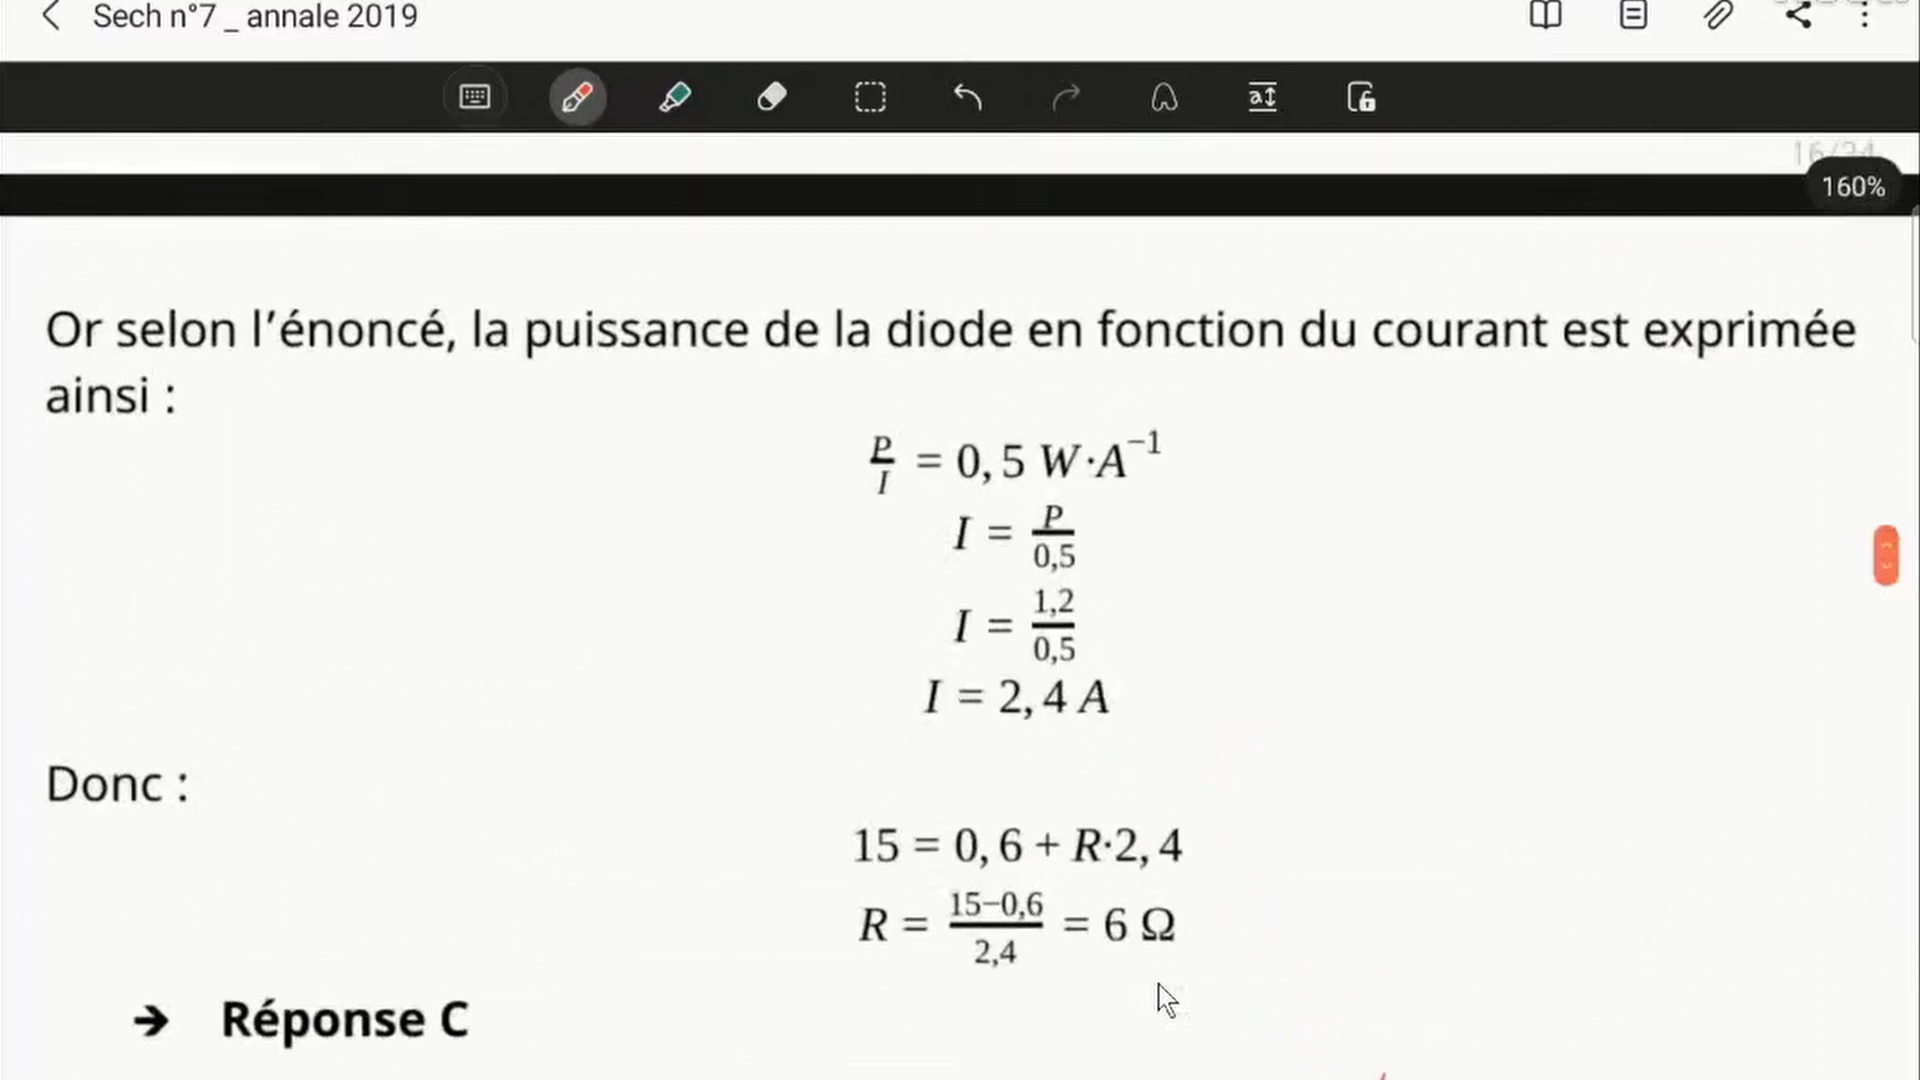 Sech n°7 _ annale 2019
16/34
160%
Or selon l’énoncé, la puissance de la diode en fonction du courant est exprimée
ainsi :
P/I = 0, 5 W·A⁻¹
I = P/0,5
I = 1,2/0,5
I = 2, 4 A
Donc :
15 = 0, 6 + R·2, 4
R = 15−0,6/2,4 = 6 Ω
➔ Réponse C